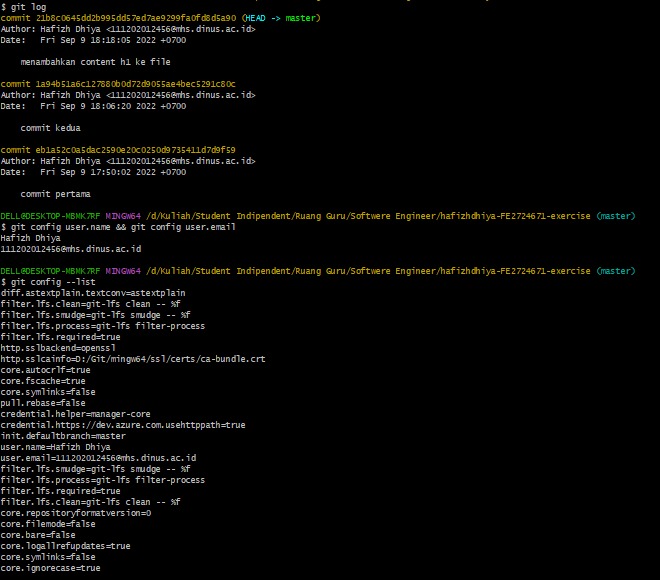 $ git log
commit 21b8c0645dd2b995dd57ed7ae9299fa0fd8d5a90 (HEAD -> master)
Author: Hafizh Dhiya <111202012456@mhs.dinus.ac.id>
Date:   Fri Sep 9 18:18:05 2022 +0700
menambahkan content h1 ke file
commit 1a94b51a6c127880b0d72d9055ae4bec5291c80c
Author: Hafizh Dhiya <111202012456@mhs.dinus.ac.id>
Date:   Fri Sep 9 18:06:20 2022 +0700
commit kedua
commit eb1a52c0a5dac2590e20c0250d9735411d7d9f59
Author: Hafizh Dhiya <111202012456@mhs.dinus.ac.id>
Date:   Fri Sep 9 17:50:02 2022 +0700
commit pertama
DELL@DESKTOP-MBMK7RF MINGW64 /d/Kuliah/Student Indipendent/Ruang Guru/Softwere Engineer/hafizhdhiya-FE2724671-exercise (master)
$ git config user.name && git config user.email
Hafizh Dhiya
111202012456@mhs.dinus.ac.id
DELL@DESKTOP-MBMK7RF MINGW64 /d/Kuliah/Student Indipendent/Ruang Guru/Softwere Engineer/hafizhdhiya-FE2724671-exercise (master)
$ git config --list
diff.astextplain.textconv=astextplain
filter.lfs.clean=git-lfs clean -- %f
filter.lfs.smudge=git-lfs smudge -- %f
filter.lfs.process=git-lfs filter-process
filter.lfs.required=true
http.sslbackend=openssl
http.sslcainfo=D:/Git/mingw64/ssl/certs/ca-bundle.crt
core.autocrlf=true
core.fscache=true
core.symlinks=false
pull.rebase=false
credential.helper=manager-core
credential.https://dev.azure.com.usehttppath=true
init.defaultbranch=master
user.name=Hafizh Dhiya
user.email=111202012456@mhs.dinus.ac.id
filter.lfs.smudge=git-lfs smudge -- %f
filter.lfs.process=git-lfs filter-process
filter.lfs.required=true
filter.lfs.clean=git-lfs clean -- %f
core.repositoryformatversion=0
core.filemode=false
core.bare=false
core.logallrefupdates=true
core.symlinks=false
core.ignorecase=true